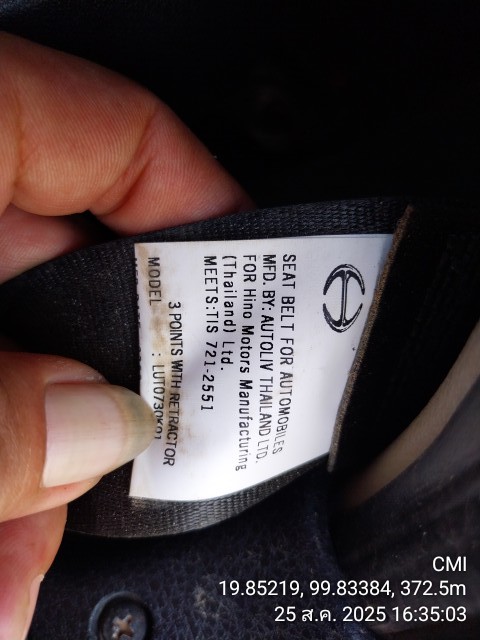 SEAT BELT FOR AUTOMOBILES
MFD. BY: AUTOLIV THAILAND LTD.
FOR Hino Motors Manufacturing
(Thailand) Ltd.
MEETS:TIS 721-2551
3 POINTS WITH RETRACTOR
MODEL : LUT0730K01
CMI
19.85219, 99.83384, 372.5m
25 ส.ค. 2025 16:35:03